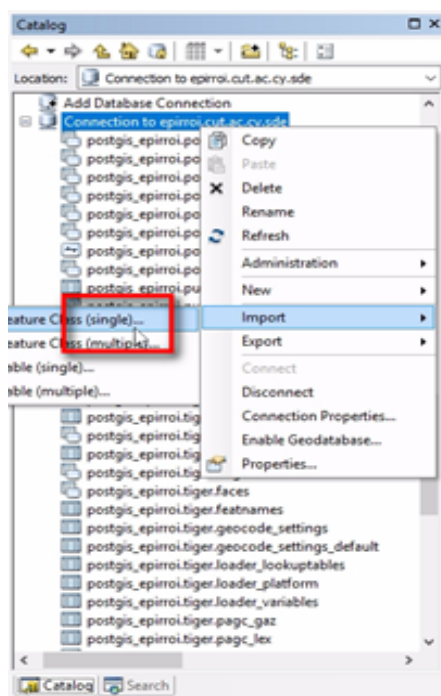 Catalog
Location: Connection to epirroi.cut.ac.cy.sde
Add Database Connection
Connection to epirroi.cut.ac.cy.sde
postgis_epirroi.po
postgis_epirroi.po
postgis_epirroi.po
postgis_epirroi.po
postgis_epirroi.po
postgis_epirroi.po
postgis_epirroi.po
postgis_epirroi.po
postgis_epirroi.pu
Copy
Paste
Delete
Rename
Refresh
Administration
New
Import
Export
Connect
Disconnect
Connection Properties...
Enable Geodatabase...
Properties...
eature Class (single)...
eature Class (multiple)...
able (single)...
able (multiple)...
postgis_epirroi.tig
postgis_epirroi.tig
postgis_epirroi.tig
postgis_epirroi.tiger.faces
postgis_epirroi.tiger.featnames
postgis_epirroi.tiger.geocode_settings
postgis_epirroi.tiger.geocode_settings_default
postgis_epirroi.tiger.loader_lookuptables
postgis_epirroi.tiger.loader_platform
postgis_epirroi.tiger.loader_variables
postgis_epirroi.tiger.pagc_gaz
postgis_epirroi.tiger.pagc_lex
Catalog Search